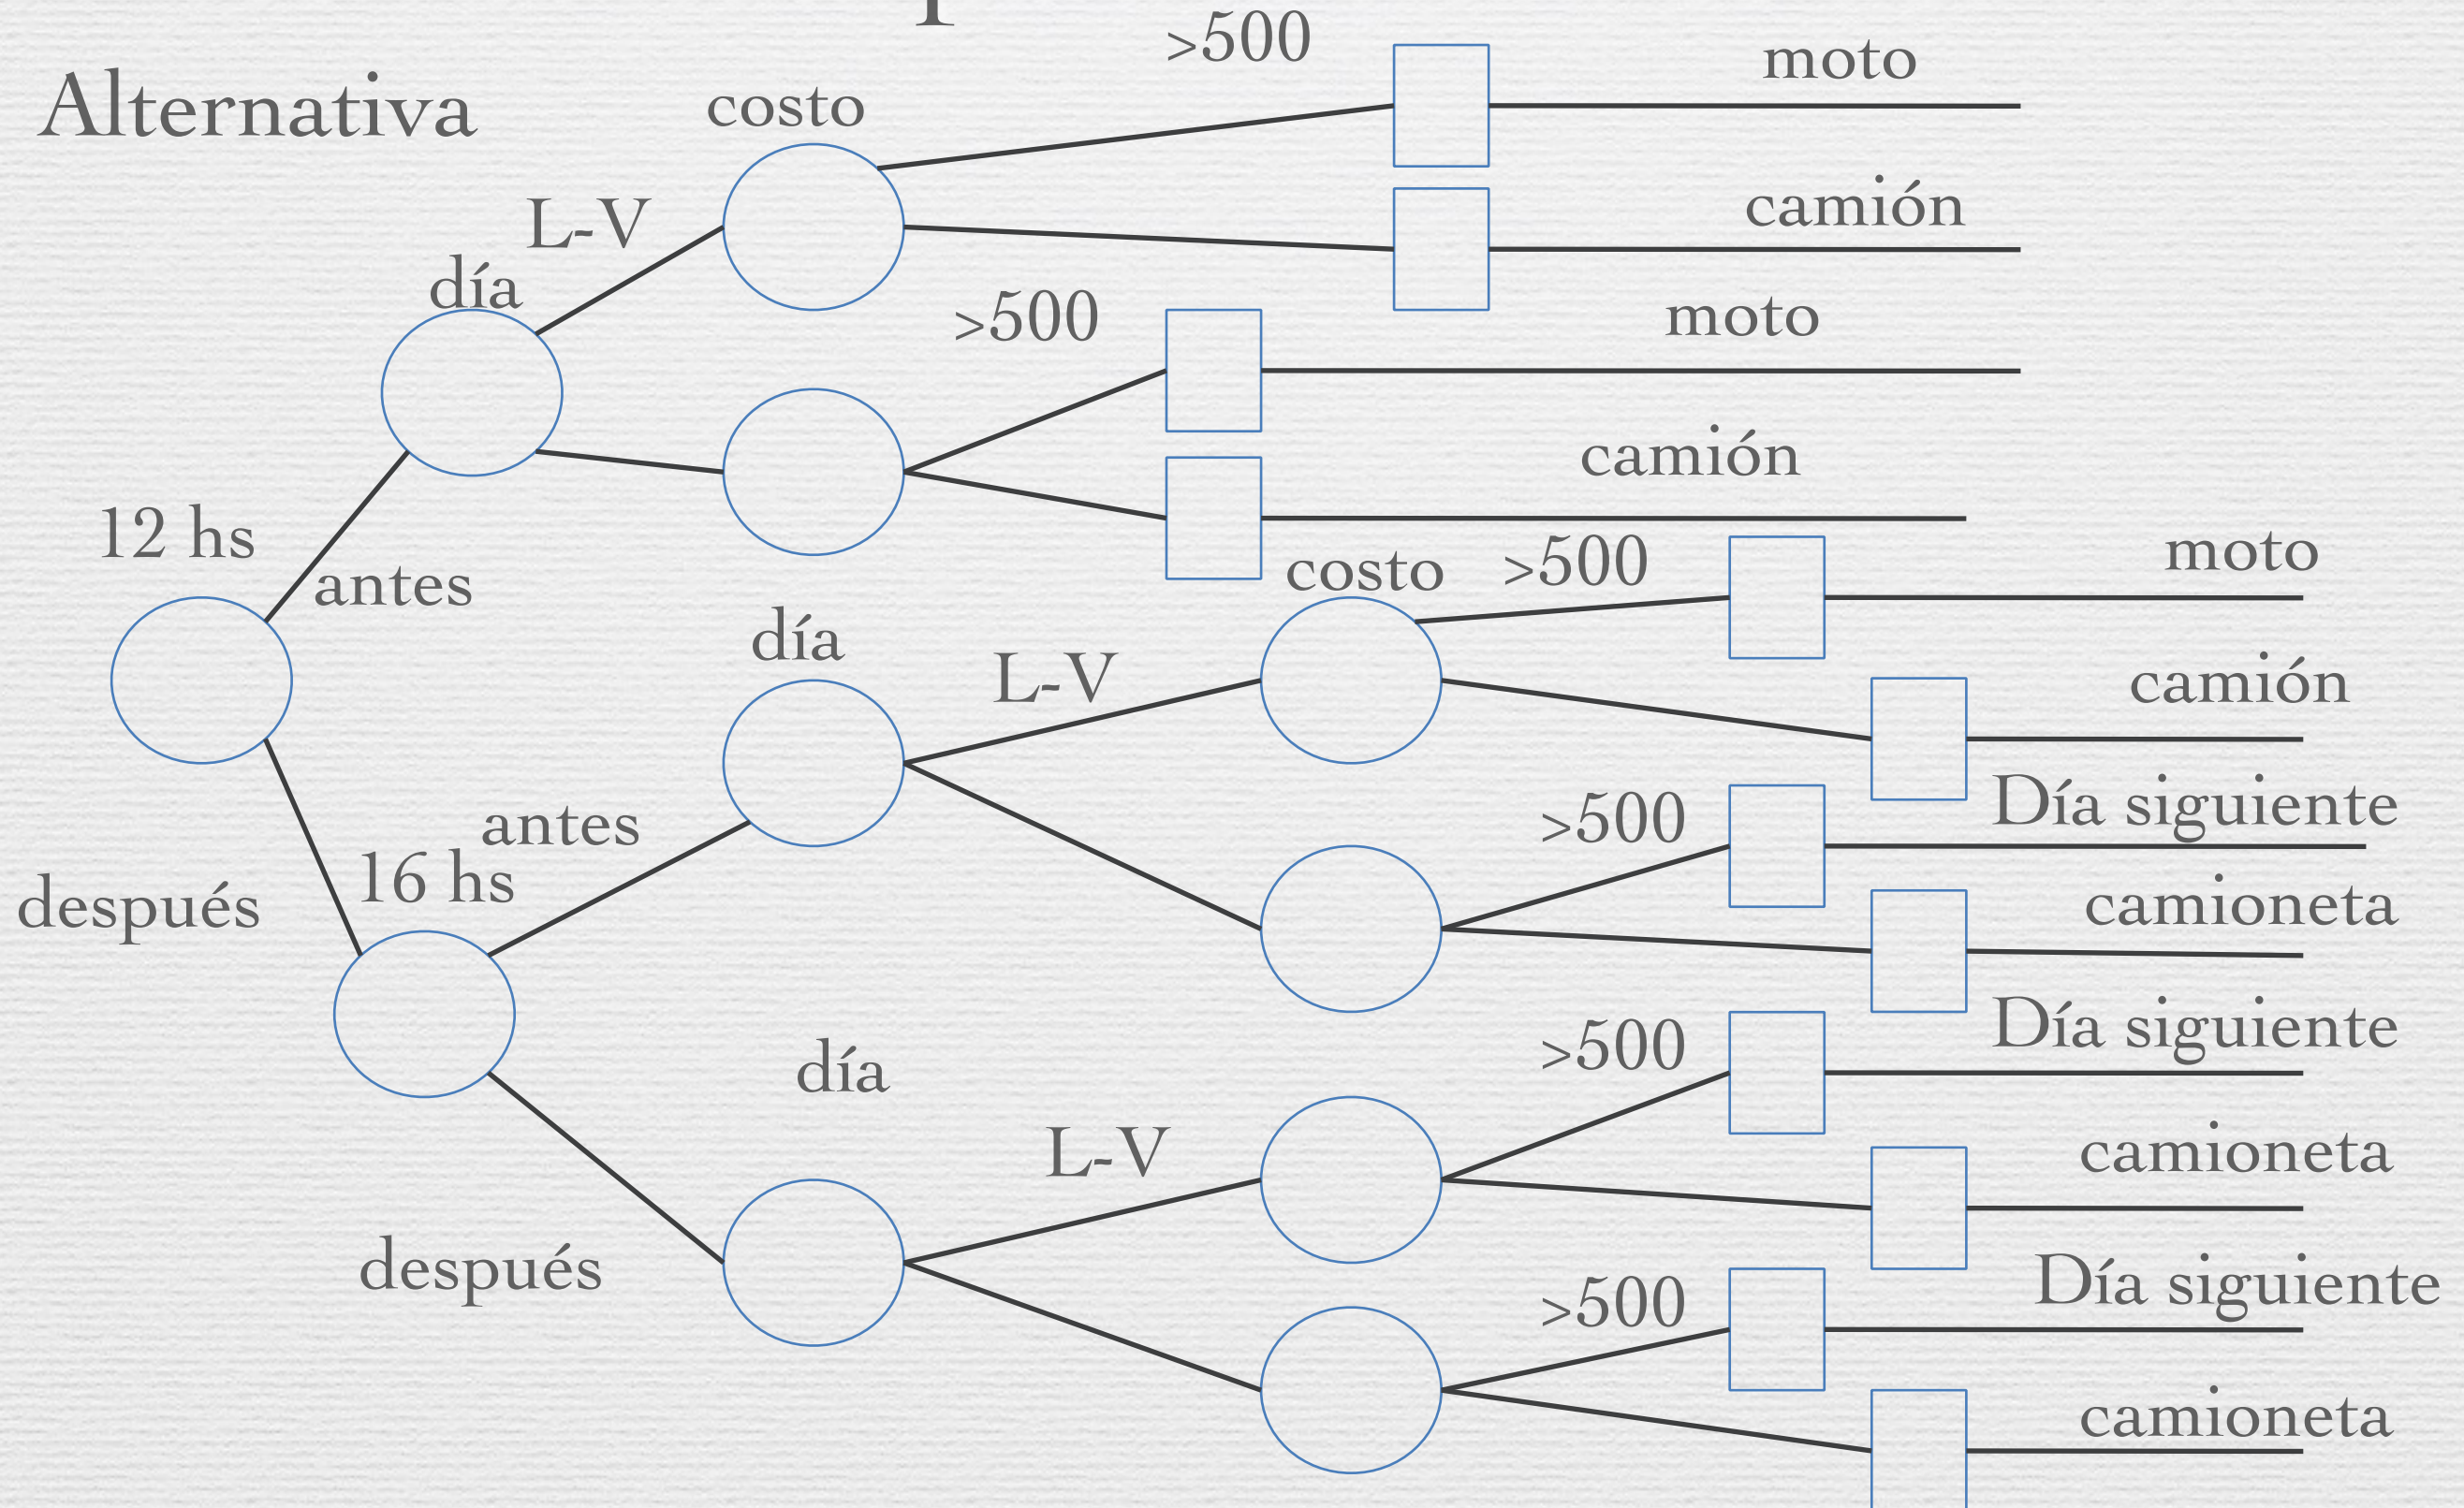 Alternativa
costo
>500
moto
L-V
camión
día
>500
moto
camión
12 hs
antes
costo
>500
moto
día
L-V
camión
antes
16 hs
>500
Día siguiente
después
camioneta
día
>500
Día siguiente
L-V
camioneta
después
>500
Día siguiente
camioneta